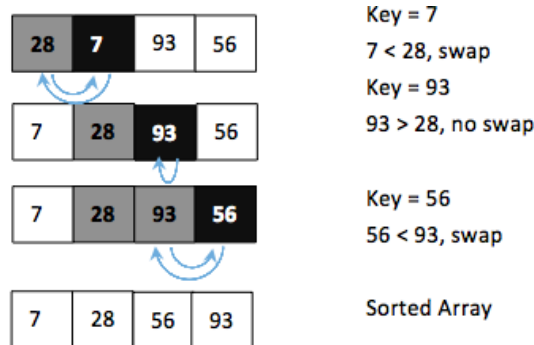 28 7 93 56
Key = 7
7 < 28, swap
Key = 93
7 28 93 56
93 > 28, no swap
7 28 93 56
Key = 56
56 < 93, swap
7 28 56 93
Sorted Array